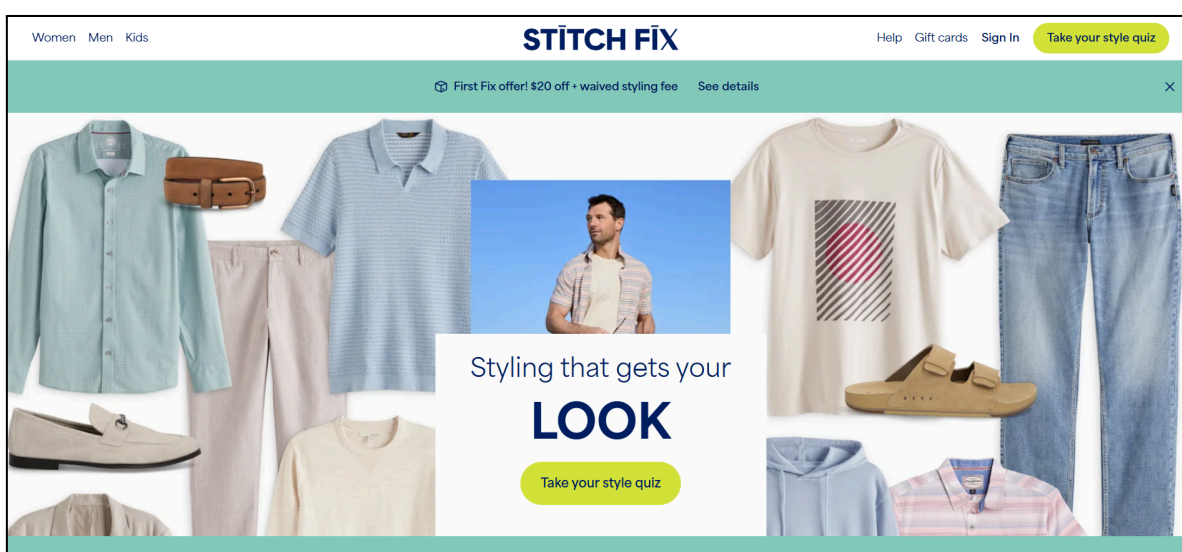 Women Men Kids
STITCH FIX
Help Gift cards Sign In Take your style quiz
First Fix offer! $20 off + waived styling fee See details
Styling that gets your
LOOK
Take your style quiz